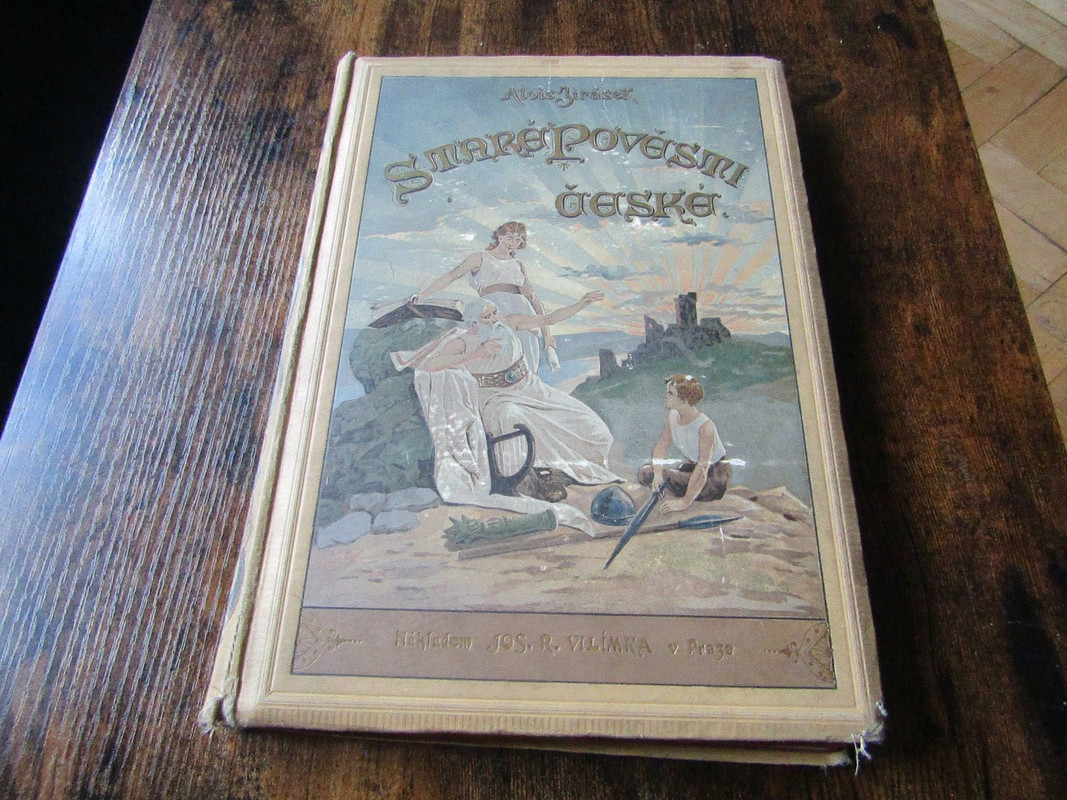 Alois Jirásek
STARÉ POVĚSTI
ČESKÉ.
Nákladem JOS. R. VILÍMKA v Praze